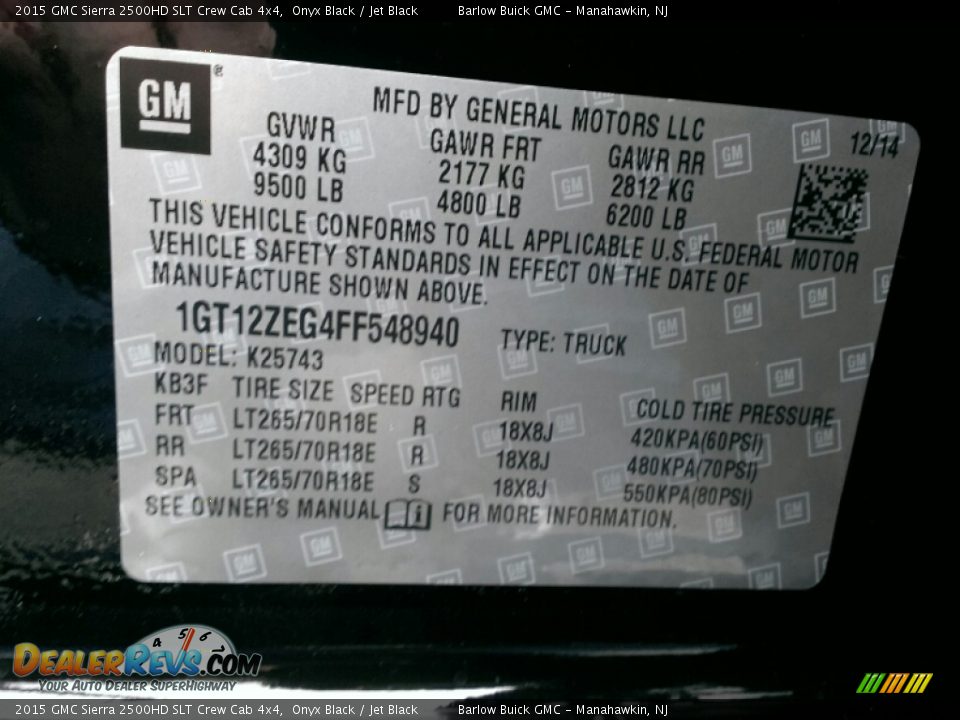 2015 GMC Sierra 2500HD SLT Crew Cab 4x4, Onyx Black / Jet Black Barlow Buick GMC - Manahawkin, NJ
GM®
MFD BY GENERAL MOTORS LLC
12/14
GVWR GAWR FRT GAWR RR
4309 KG 2177 KG 2812 KG
9500 LB 4800 LB 6200 LB
THIS VEHICLE CONFORMS TO ALL APPLICABLE U.S. FEDERAL MOTOR
VEHICLE SAFETY STANDARDS IN EFFECT ON THE DATE OF
MANUFACTURE SHOWN ABOVE.
1GT12ZEG4FF548940 TYPE: TRUCK
MODEL: K25743
KB3F TIRE SIZE SPEED RTG RIM COLD TIRE PRESSURE
FRT LT265/70R18E R 18X8J 420KPA(60PSI)
RR LT265/70R18E R 18X8J 480KPA(70PSI)
SPA LT265/70R18E S 18X8J 550KPA(80PSI)
SEE OWNER'S MANUAL FOR MORE INFORMATION.
4 5 6
DEALERREVS.COM
YOUR AUTO DEALER SUPERHIGHWAY
2015 GMC Sierra 2500HD SLT Crew Cab 4x4, Onyx Black / Jet Black Barlow Buick GMC - Manahawkin, NJ